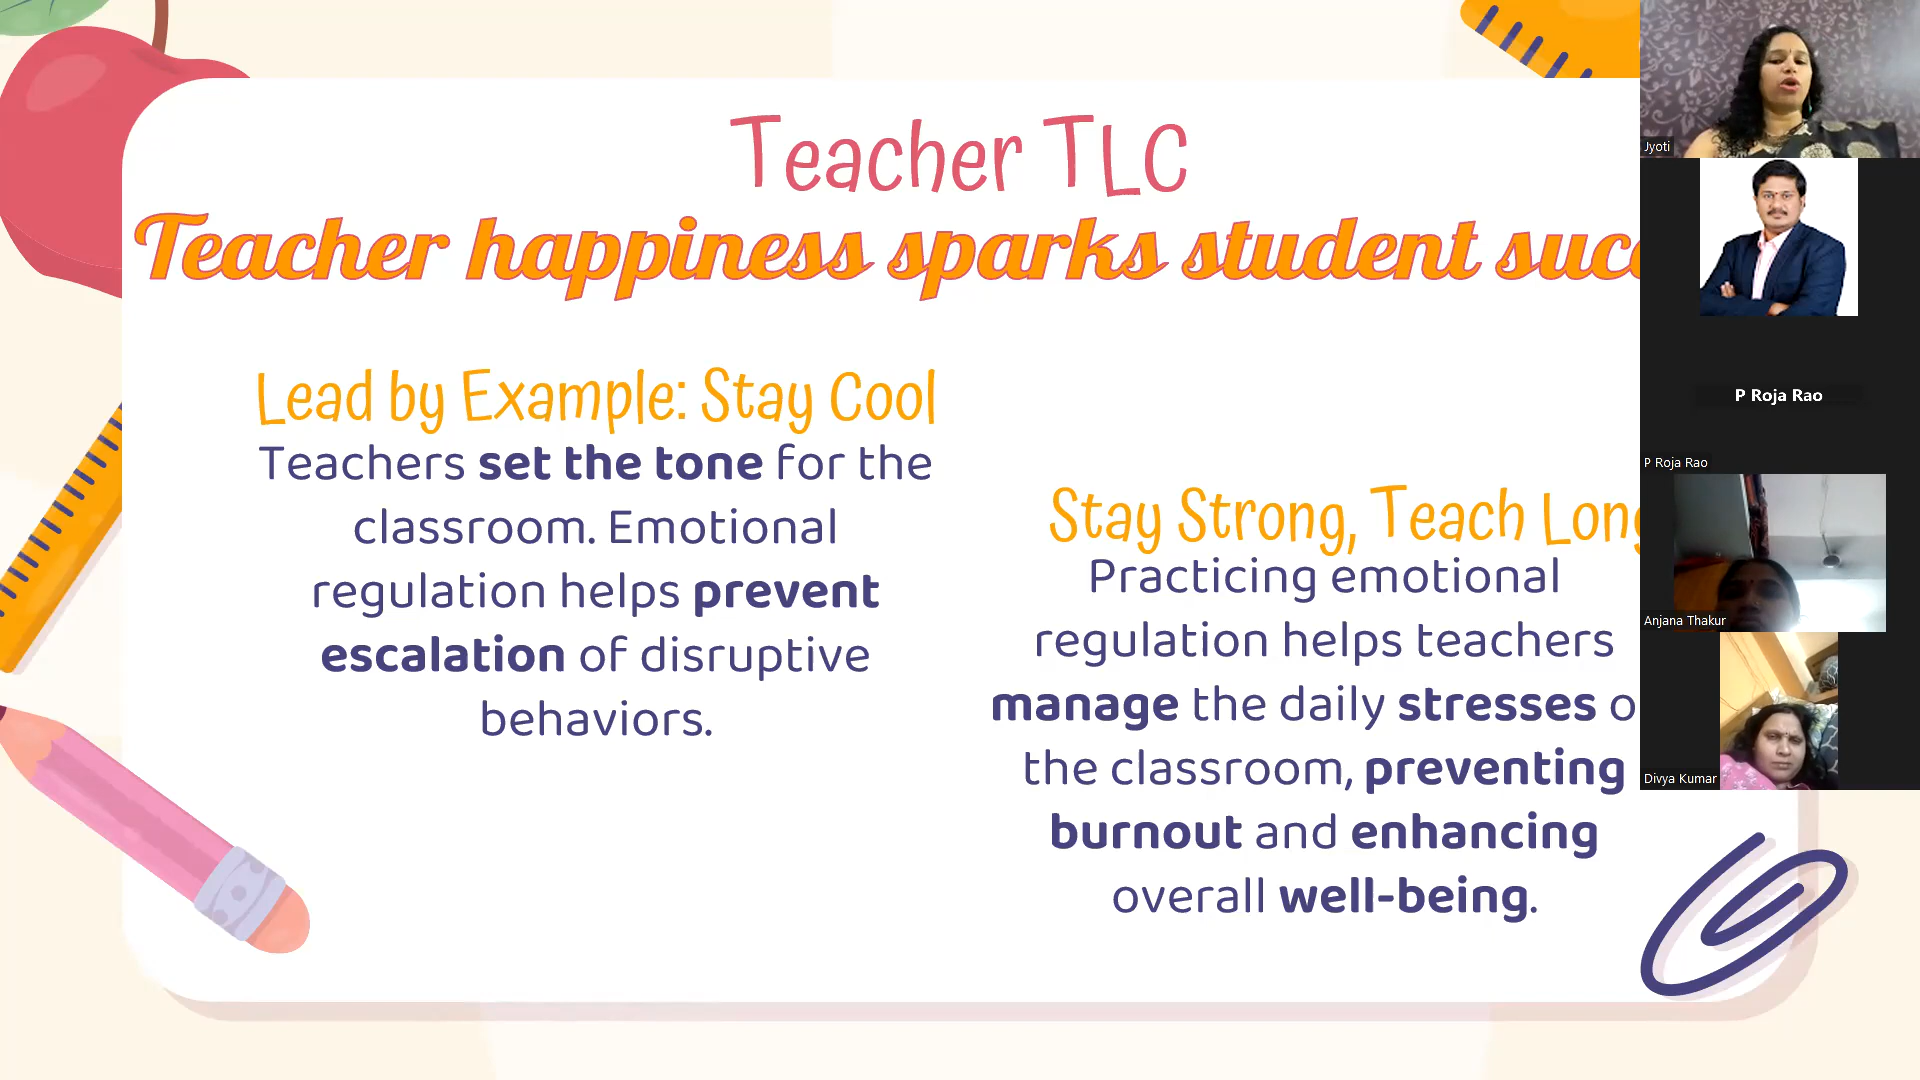 Teacher TLC
Teacher happiness sparks student succ
Lead by Example: Stay Cool
Teachers set the tone for the
classroom. Emotional
regulation helps prevent
escalation of disruptive
behaviors.
Stay Strong, Teach Long
Practicing emotional
regulation helps teachers
manage the daily stresses o
the classroom, preventing
burnout and enhancing
overall well-being.
Jyoti
P Roja Rao
P Roja Rao
Anjana Thakur
Divya Kumar